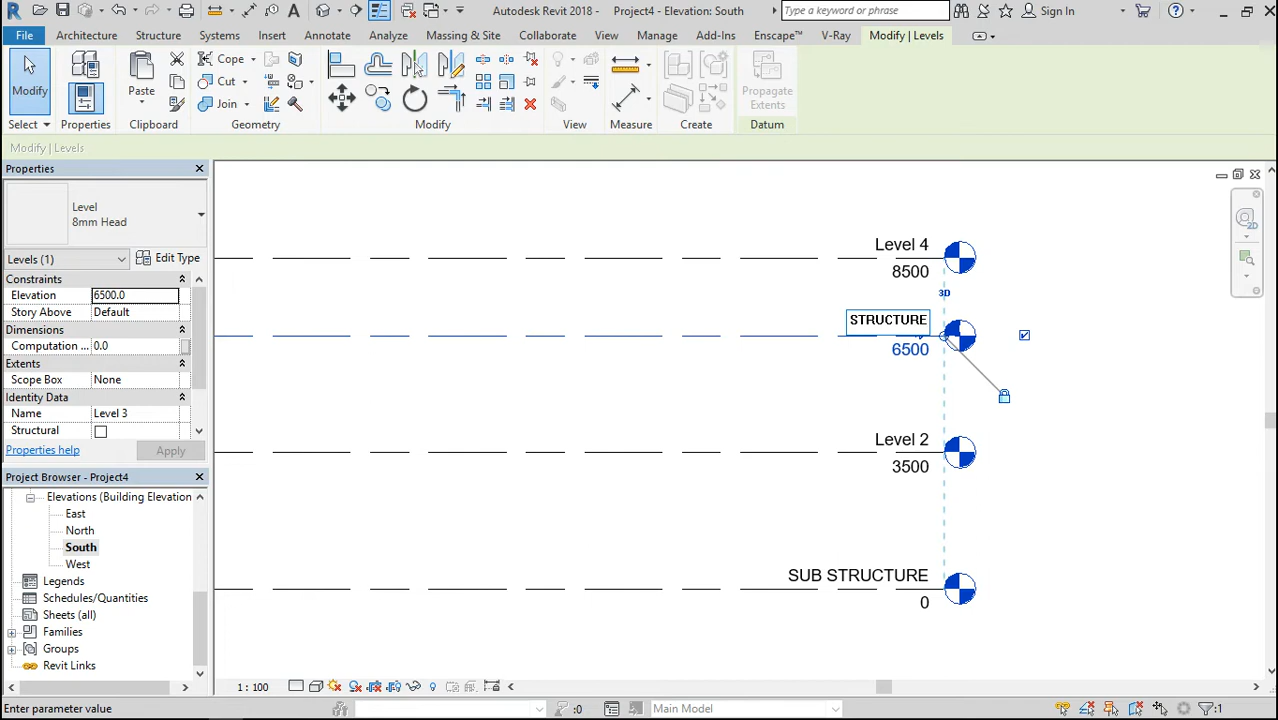 Autodesk Revit 2018 - Project4 - Elevation: South
Type a keyword or phrase
Sign In
File Architecture Structure Systems Insert Annotate Analyze Massing & Site Collaborate View Manage Add-Ins Enscape™ V-Ray Modify | Levels
Modify
Paste
Cope
Cut
Join
Propagate
Extents
Select Properties Clipboard Geometry Modify View Measure Create Datum
Modify | Levels
Properties
Level
8mm Head
Levels (1) Edit Type
Constraints
Elevation 6500.0
Story Above Default
Dimensions
Computation ... 0.0
Extents
Scope Box None
Identity Data
Name Level 3
Structural
Properties help Apply
Project Browser - Project4
Elevations (Building Elevation
East
North
South
West
Legends
Schedules/Quantities
Sheets (all)
Families
Groups
Revit Links
2D
Level 4
8500
3D
STRUCTURE
6500
Level 2
3500
SUB STRUCTURE
0
1 : 100
Enter parameter value
:0
Main Model
:1